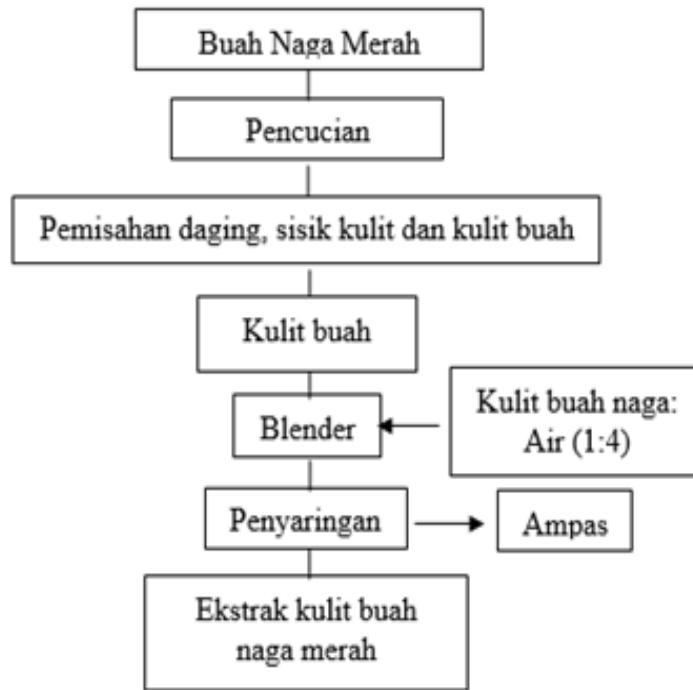 Buah Naga Merah
Pencucian
Pemisahan daging, sisik kulit dan kulit buah
Kulit buah
Blender
Kulit buah naga:
Air (1:4)
Penyaringan
Ampas
Ekstrak kulit buah
naga merah